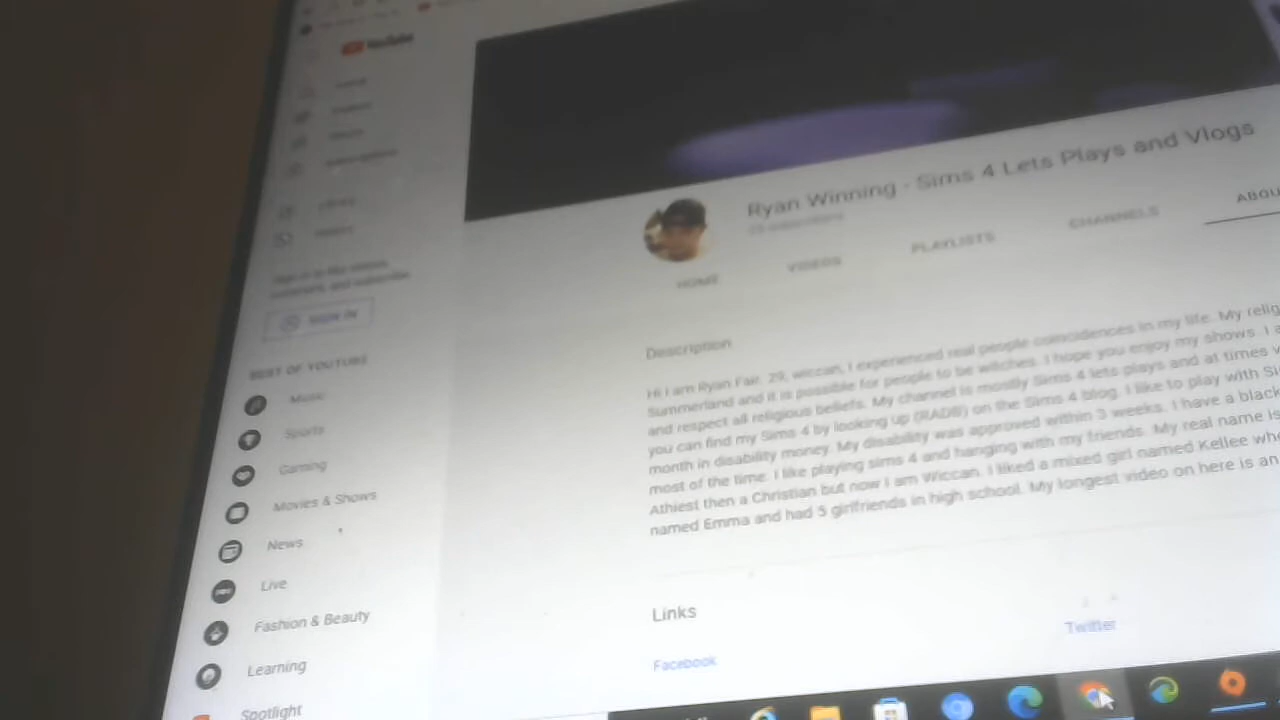 YouTube
Ryan Winning - Sims 4 Lets Plays and Vlogs
HOME
VIDEOS
PLAYLISTS
CHANNELS
ABOU
SIGN IN
BEST OF YOUTUBE
Music
Sports
Gaming
Movies & Shows
News
Live
Fashion & Beauty
Learning
Spotlight
Description
Hi I am Ryan Fair. 29, wiccan, I experienced real people coincidences in my life. My relig
Summerland and it is possible for people to be witches. I hope you enjoy my shows. I a
and respect all religious beliefs. My channel is mostly Sims 4 lets plays and at times v
you can find my Sims 4 by looking up (RADB) on the Sims 4 blog. I like to play with Si
month in disability money. My disability was approved within 3 weeks. I have a black
most of the time. I like playing sims 4 and hanging with my friends. My real name is
Athiest then a Christian but now I am Wiccan. I liked a mixed girl named Kellee whe
named Emma and had 5 girlfriends in high school. My longest video on here is an
Links
Facebook
Twitter